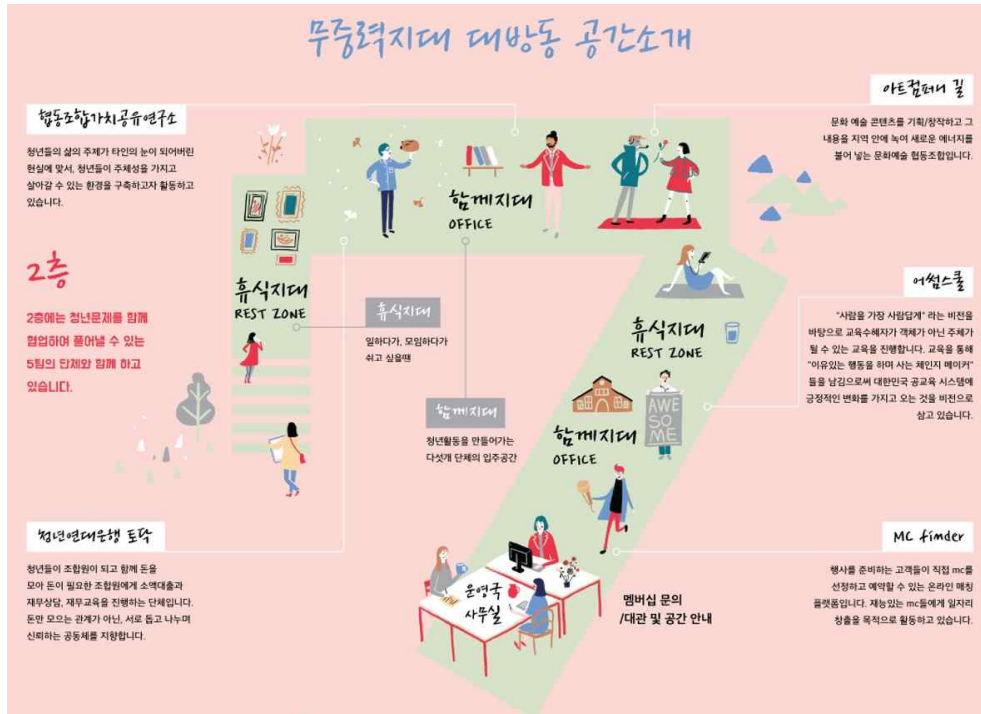 무중력지대 대방동 공간소개
협동조합가치공유연구소
청년들의 삶의 주제가 타인의 눈이 되어버린
현실에 맞서, 청년들이 주체성을 가지고
살아갈 수 있는 환경을 구축하고자 활동하고
있습니다.
아트컴퍼니 길
문화 예술 콘텐츠를 기획/창작하고 그
내용을 지역 안에 녹여 새로운 에너지를
불어 넣는 문화예술 협동조합입니다.
함께지대
OFFICE
2층
2층에는 청년문제를 함께
협업하여 풀어낼 수 있는
5팀의 단체와 함께 하고
있습니다.
휴식지대
REST ZONE
휴식지대
일하다가, 모임하다가
쉬고 싶을땐
함께지대
청년활동을 만들어가는
다섯개 단체의 입주공간
휴식지대
REST ZONE
함께지대
OFFICE
AWE
SO
ME
어썸스쿨
"사람을 가장 사람답게" 라는 비전을
바탕으로 교육수혜자가 객체가 아닌 주체가
될 수 있는 교육을 진행합니다. 교육을 통해
"이유있는 행동을 하며 사는 체인지 메이커"
들을 남김으로써 대한민국 공교육 시스템에
긍정적인 변화를 가지고 오는 것을 비전으로
삼고 있습니다.
청년연대은행 토닥
청년들이 조합원이 되고 함께 돈을
모아 돈이 필요한 조합원에게 소액대출과
재무상담, 재무교육을 진행하는 단체입니다.
돈만 모으는 관계가 아닌, 서로 돕고 나누며
신뢰하는 공동체를 지향합니다.
운영국
사무실
멤버십 문의
/대관 및 공간 안내
MC finder
행사를 준비하는 고객들이 직접 mc를
선정하고 예약할 수 있는 온라인 매칭
플랫폼입니다. 재능있는 mc들에게 일자리
창출을 목적으로 활동하고 있습니다.